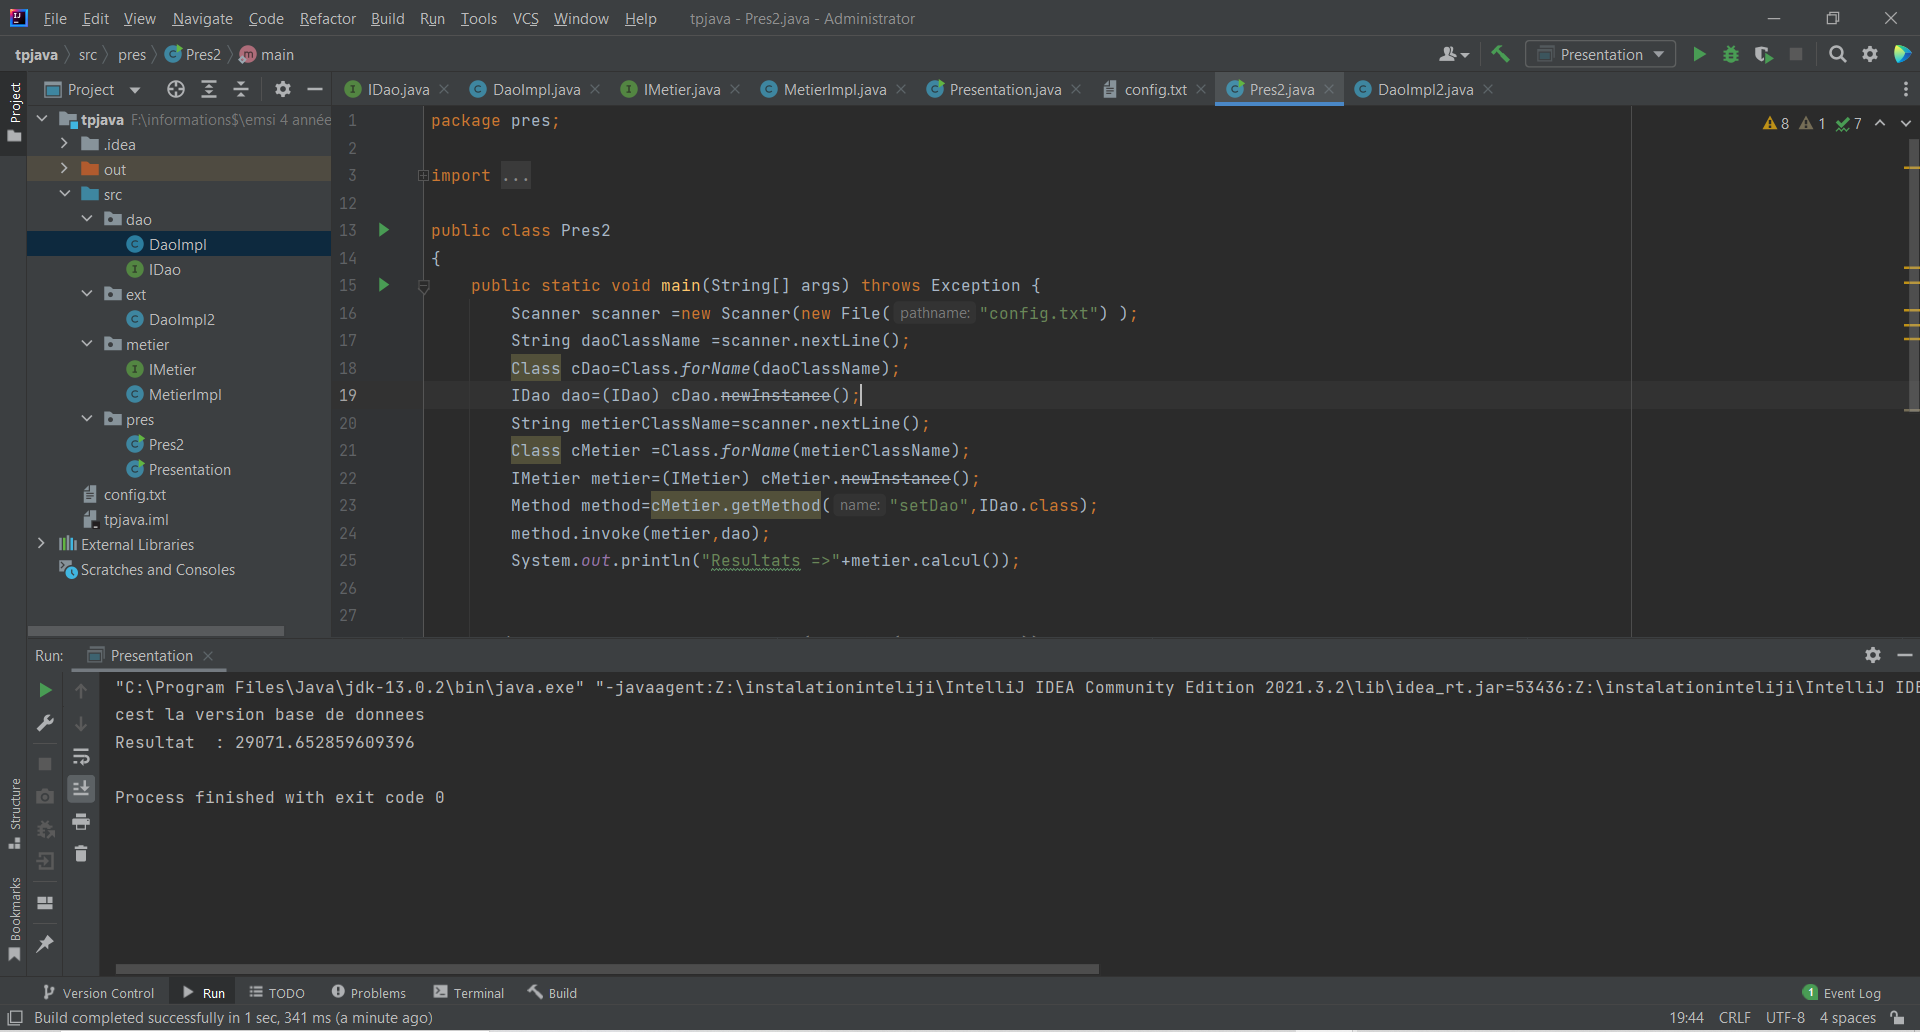 File Edit View Navigate Code Refactor Build Run Tools VCS Window Help tpjava - Pres2.java - Administrator
tpjava src pres Pres2 main Presentation
Project IDao.java DaoImpl.java IMetier.java MetierImpl.java Presentation.java config.txt Pres2.java DaoImpl2.java
Project
tpjava F:\informations$\emsi 4 année
.idea
out
src
dao
DaoImpl
IDao
ext
DaoImpl2
metier
IMetier
MetierImpl
pres
Pres2
Presentation
config.txt
tpjava.iml
External Libraries
Scratches and Consoles
8 1 7
1 package pres;
2
3 import ...
12
13 public class Pres2
14 {
15 public static void main(String[] args) throws Exception {
16 Scanner scanner =new Scanner(new File( pathname: "config.txt") );
17 String daoClassName =scanner.nextLine();
18 Class cDao=Class.forName(daoClassName);
19 IDao dao=(IDao) cDao.newInstance();
20 String metierClassName=scanner.nextLine();
21 Class cMetier =Class.forName(metierClassName);
22 IMetier metier=(IMetier) cMetier.newInstance();
23 Method method=cMetier.getMethod( name: "setDao",IDao.class);
24 method.invoke(metier,dao);
25 System.out.println("Resultats =>"+metier.calcul());
26
27
Run: Presentation
"C:\Program Files\Java\jdk-13.0.2\bin\java.exe" "-javaagent:Z:\instalationinteliji\IntelliJ IDEA Community Edition 2021.3.2\lib\idea_rt.jar=53436:Z:\instalationinteliji\IntelliJ IDE
cest la version base de donnees
Resultat : 29071.652859609396
Process finished with exit code 0
Structure
Bookmarks
Version Control Run TODO Problems Terminal Build 1 Event Log
Build completed successfully in 1 sec, 341 ms (a minute ago) 19:44 CRLF UTF-8 4 spaces